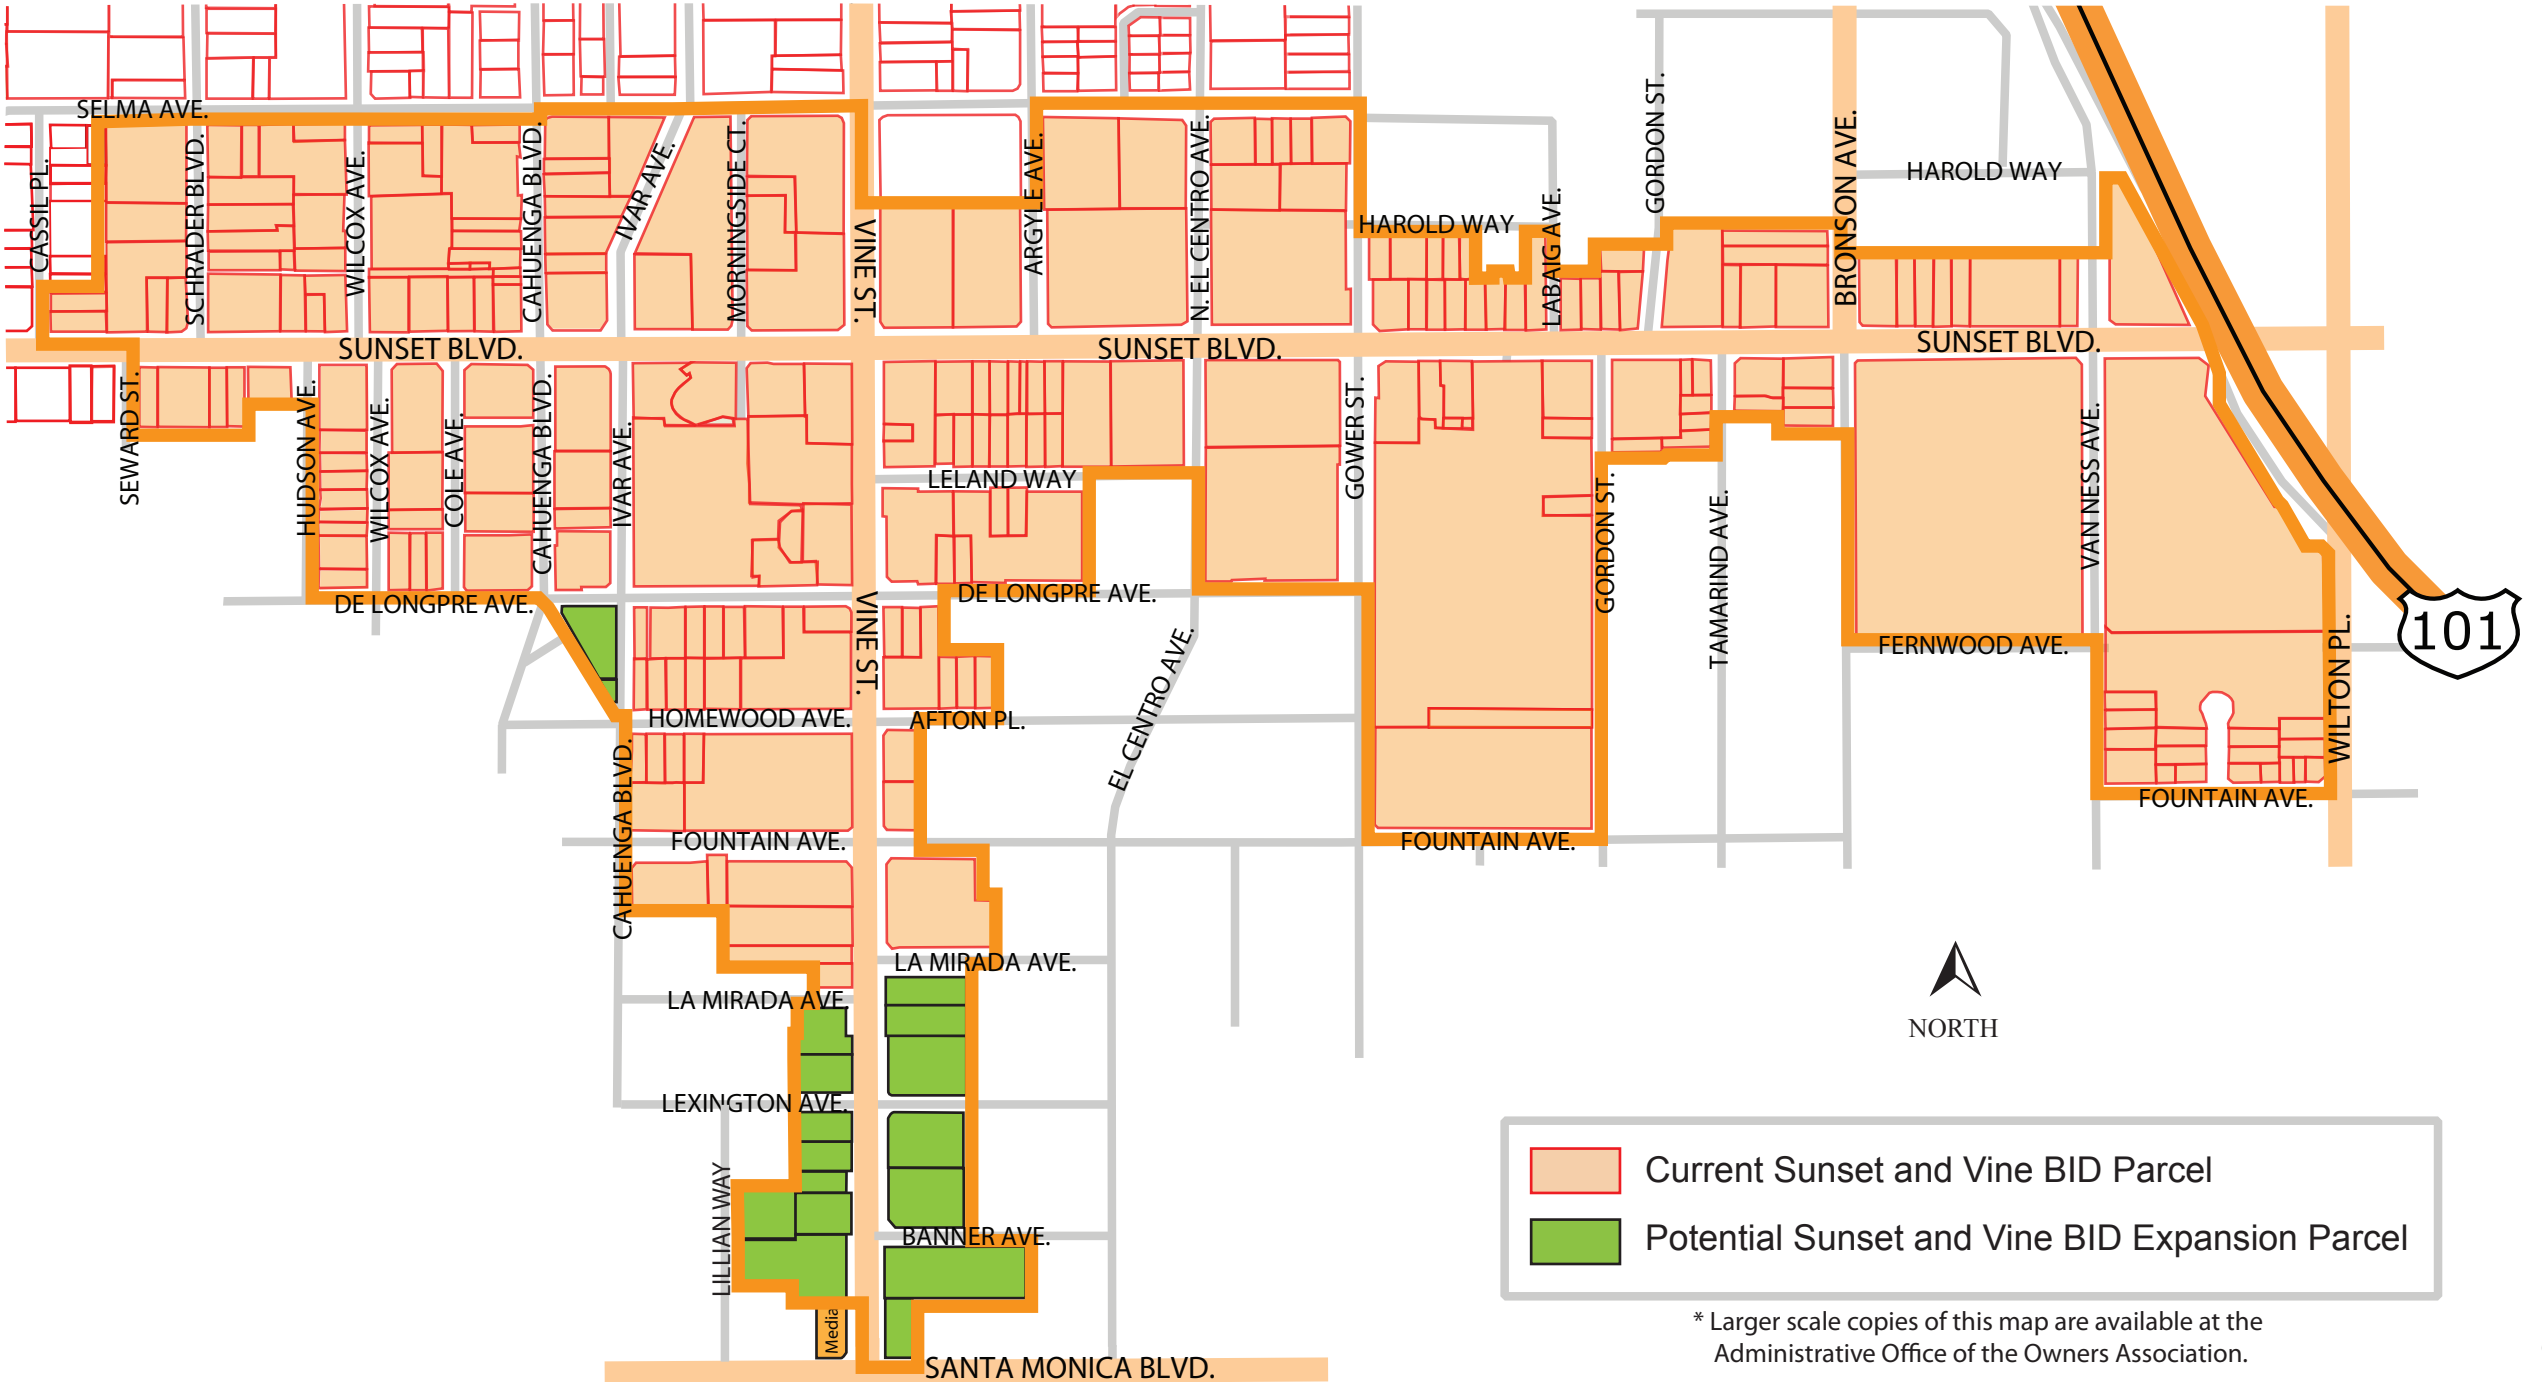 SELMA AVE.
CASSIL PL.
SCHRADER BLVD.
WILCOX AVE.
CAHUENGA BLVD.
IVAR AVE.
MORNINGSIDE CT.
VINE ST.
ARGYLE AVE.
N. EL CENTRO AVE.
HAROLD WAY
LABAIG AVE.
GORDON ST.
BRONSON AVE.
HAROLD WAY
SUNSET BLVD.
SUNSET BLVD.
SUNSET BLVD.
SEWARD ST.
HUDSON AVE.
WILCOX AVE.
COLE AVE.
CAHUENGA BLVD.
IVAR AVE.
LELAND WAY
GOWER ST.
GORDON ST.
TAMARIND AVE.
VAN NESS AVE.
DE LONGPRE AVE.
DE LONGPRE AVE.
VINE ST.
EL CENTRO AVE.
FERNWOOD AVE.
WILTON PL.
101
HOMEWOOD AVE.
AFTON PL.
CAHUENGA BLVD.
FOUNTAIN AVE.
FOUNTAIN AVE.
FOUNTAIN AVE.
LA MIRADA AVE.
LA MIRADA AVE.
LEXINGTON AVE.
LILLIAN WAY
BANNER AVE.
Media
SANTA MONICA BLVD.
NORTH
Current Sunset and Vine BID Parcel
Potential Sunset and Vine BID Expansion Parcel
* Larger scale copies of this map are available at the
Administrative Office of the Owners Association.